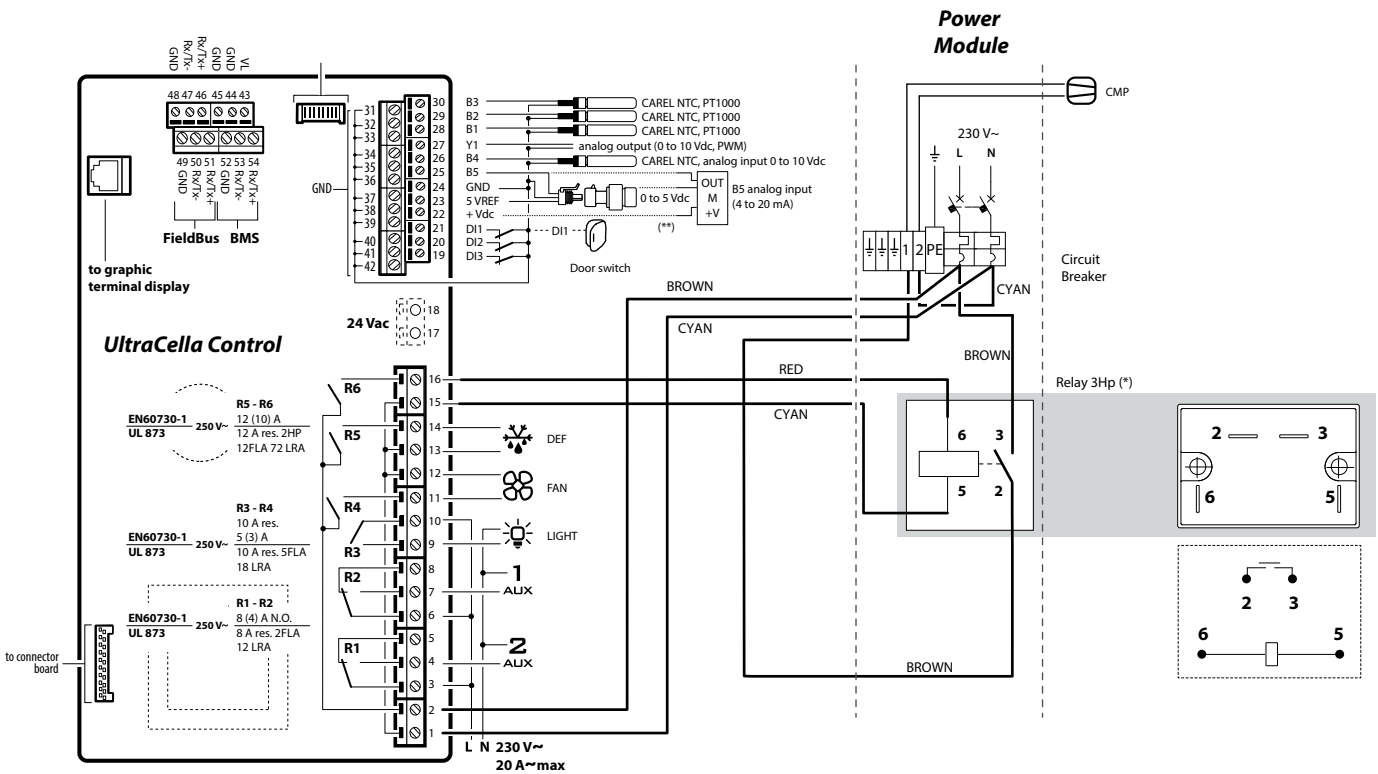 Power
Module
GND
Rx/Tx-
Rx/Tx+
GND
GND
VL
48 47 46 45 44 43
49 50 51 52 53 54
GND
Rx/Tx-
Rx/Tx+
GND
Rx/Tx-
Rx/Tx+
FieldBus BMS
to graphic
terminal display
GND
31
32
33
34
35
36
37
38
39
40
41
42
30
29
28
27
26
25
24
23
22
21
20
19
B3 CAREL NTC, PT1000
B2 CAREL NTC, PT1000
B1 CAREL NTC, PT1000
Y1 analog output (0 to 10 Vdc, PWM)
B4 CAREL NTC, analog input 0 to 10 Vdc
B5
GND
5 VREF
+ Vdc
0 to 5 Vdc
(**)
OUT
M
+V
B5 analog input
(4 to 20 mA)
DI1
DI2
DI3
DI1
Door switch
24 Vac
18
17
UltraCella Control
EN60730-1
UL 873
250 V~
R5 - R6
12 (10) A
12 A res. 2HP
12FLA 72 LRA
EN60730-1
UL 873
250 V~
R3 - R4
10 A res.
5 (3) A
10 A res. 5FLA
18 LRA
EN60730-1
UL 873
250 V~
R1 - R2
8 (4) A N.O.
8 A res. 2FLA
12 LRA
to connector
board
R6
R5
R4
R3
R2
R1
16
15
14
13
12
11
10
9
8
7
6
5
4
3
2
1
DEF
FAN
LIGHT
1
AUX
2
AUX
L N 230 V~
20 A~max
BROWN
CYAN
RED
CYAN
BROWN
CMP
230 V~
L N
1 2 PE
Circuit
Breaker
CYAN
BROWN
Relay 3Hp (*)
6 3
5 2
2 3
6 5
2 3
6 5